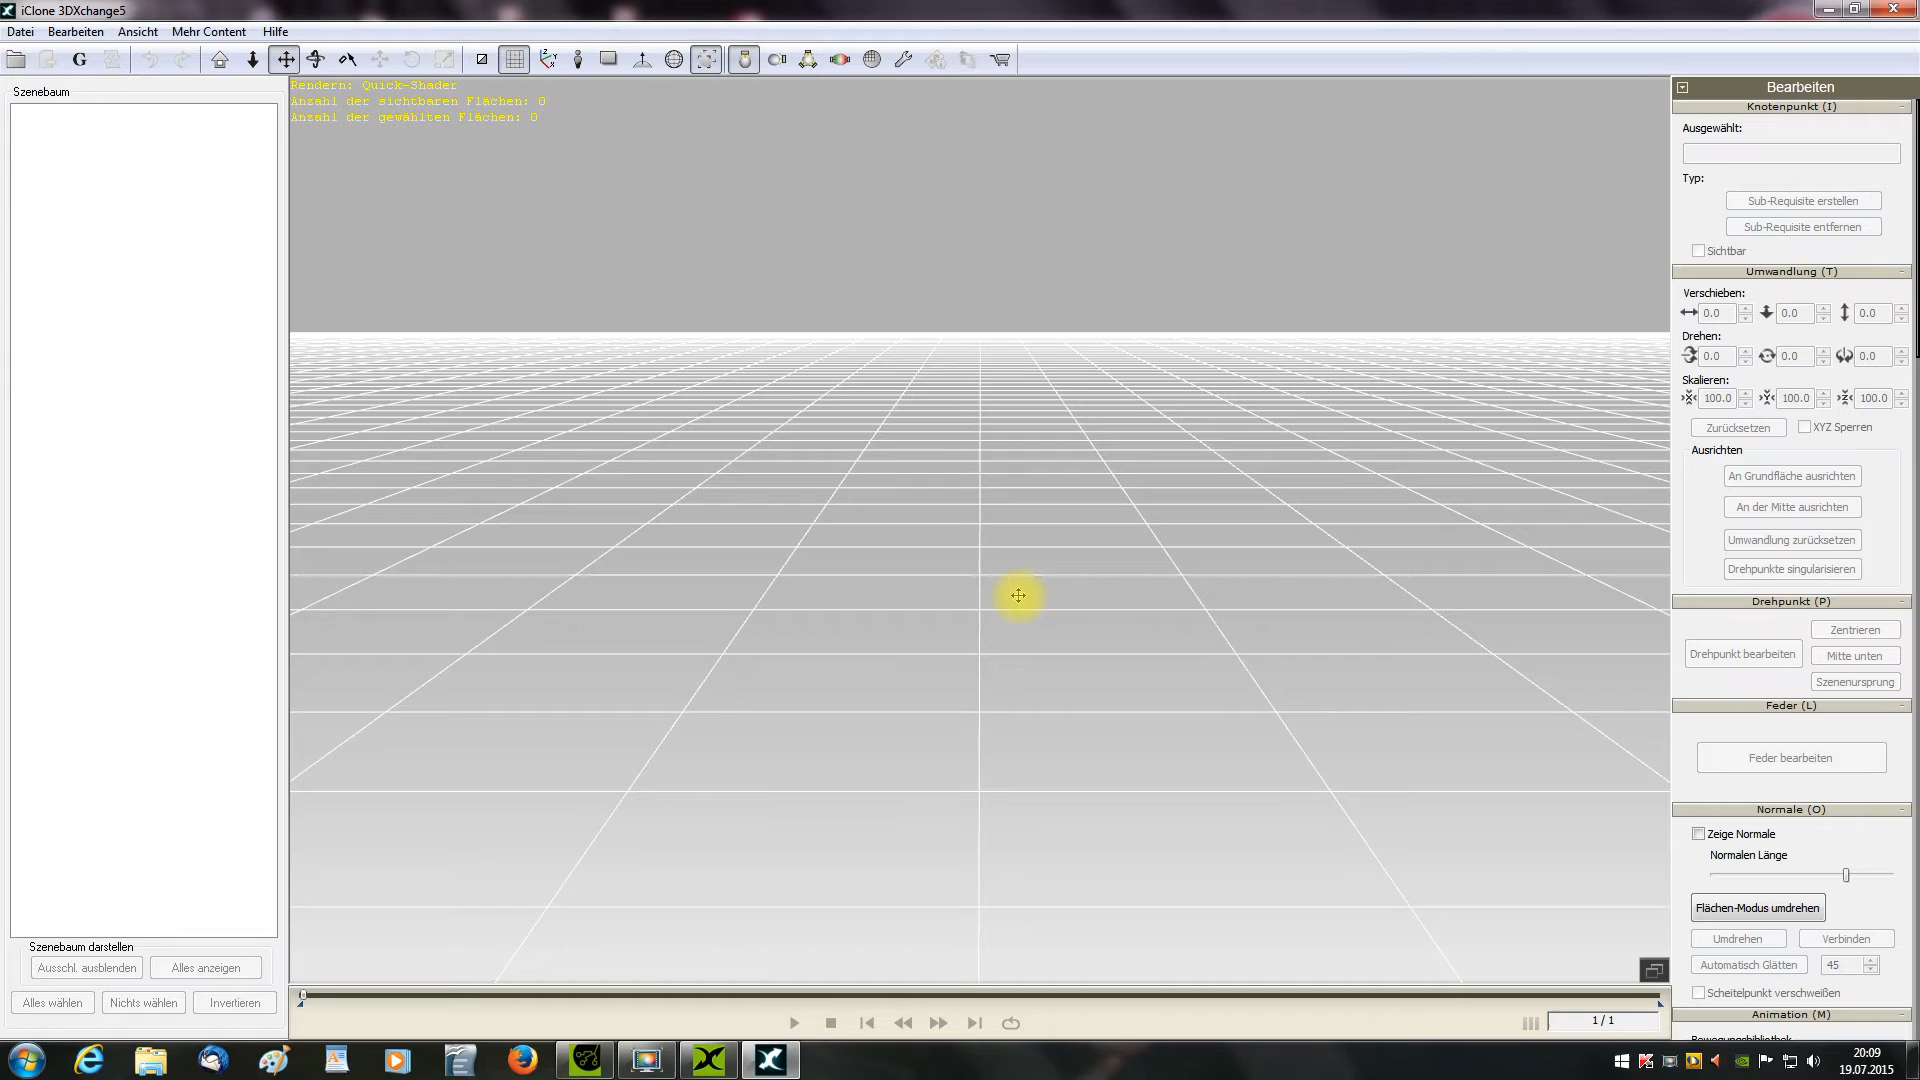 iClone 3DXchange5
Datei Bearbeiten Ansicht Mehr Content Hilfe
G
Szenebaum
Rendern: Quick-Shader
Anzahl der sichtbaren Flächen: 0
Anzahl der gewählten Flächen: 0
Bearbeiten
Knotenpunkt (I)
Ausgewählt:
Typ:
Sub-Requisite erstellen
Sub-Requisite entfernen
Sichtbar
Umwandlung (T)
Verschieben:
0.0 0.0 0.0
Drehen:
0.0 0.0 0.0
Skalieren:
100.0 100.0 100.0
Zurücksetzen XYZ Sperren
Ausrichten
An Grundfläche ausrichten
An der Mitte ausrichten
Umwandlung zurücksetzen
Drehpunkte singularisieren
Drehpunkt (P)
Zentrieren
Drehpunkt bearbeiten
Mitte unten
Szenenursprung
Feder (L)
Feder bearbeiten
Normale (O)
Zeige Normale
Normalen Länge
Flächen-Modus umdrehen
Umdrehen Verbinden
Automatisch Glätten 45
Scheitelpunkt verschweißen
Animation (M)
Bewegungsbibliothek
Szenebaum darstellen
Ausschl. ausblenden Alles anzeigen
Alles wählen Nichts wählen Invertieren
1 / 1
20:09
19.07.2015